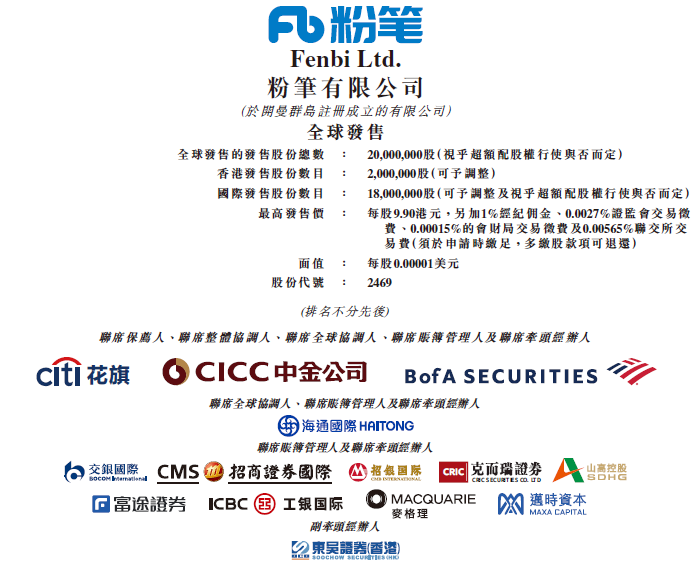 Fb 粉笔
Fenbi Ltd.
粉筆有限公司
(於開曼群島註冊成立的有限公司)
全球發售
全球發售的發售股份總數 : 20,000,000股(視乎超額配股權行使與否而定)
香港發售股份數目 : 2,000,000股(可予調整)
國際發售股份數目 : 18,000,000股(可予調整及視乎超額配股權行使與否而定)
最高發售價 : 每股9.90港元，另加1%經紀佣金、0.0027%證監會交易徵
費、0.00015%的會財局交易徵費及0.00565%聯交所交
易費(須於申請時繳足，多繳股款項可退還)
面值 : 每股0.00001美元
股份代號 : 2469
(排名不分先後)
聯席保薦人、聯席整體協調人、聯席全球協調人、聯席賬簿管理人及聯席牽頭經辦人
citi 花旗 CICC 中金公司 BofA SECURITIES
聯席全球協調人、聯席賬簿管理人及聯席牽頭經辦人
海通國際 HAITONG
聯席賬簿管理人及聯席牽頭經辦人
交銀國際 BOCOM International CMS 招商證券國際 招银国际 CMB INTERNATIONAL CRIC 克而瑞證券 CRIC SECURITIES CO. LTD 山高控股 SDHG
富途證券 ICBC 工银国际 MACQUARIE 麥格理 邁時資本 MAXA CAPITAL
副牽頭經辦人
東吳證券(香港) SOOCHOW SECURITIES (HK)